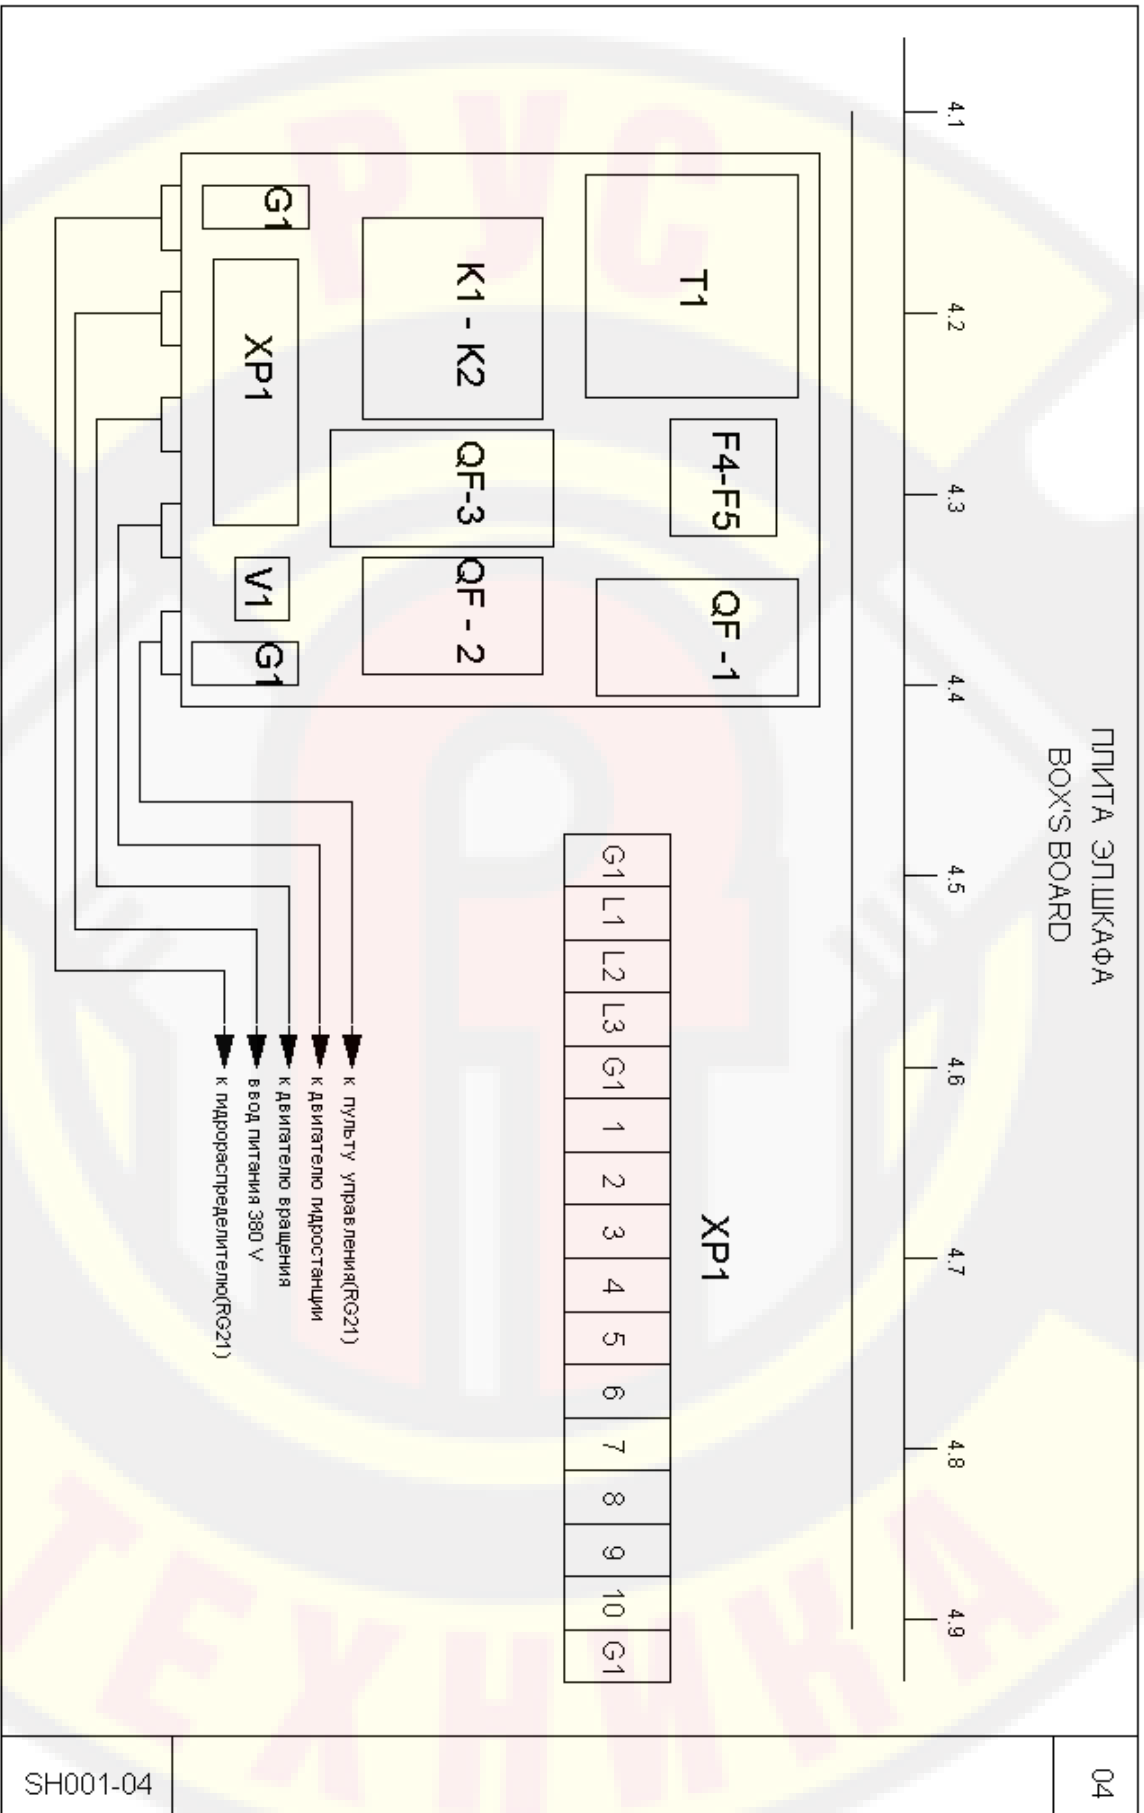 ПЛИТА ЭЛ.ШКАФА
BOX'S BOARD
04
4.1
4.2
4.3
4.4
4.5
4.6
4.7
4.8
4.9
T1
F4-F5
QF -1
K1 - K2
QF-3
QF - 2
G1
XP1
V1
G1
XP1
G1 L1 L2 L3 G1 1 2 3 4 5 6 7 8 9 10 G1
к пульту управления(RG21)
к двигателю гидростанции
к двигателю вращения
ввод питания 380 V
к гидрораспределителю(RG21)
SH001-04
РУС
ТЕХНИКА